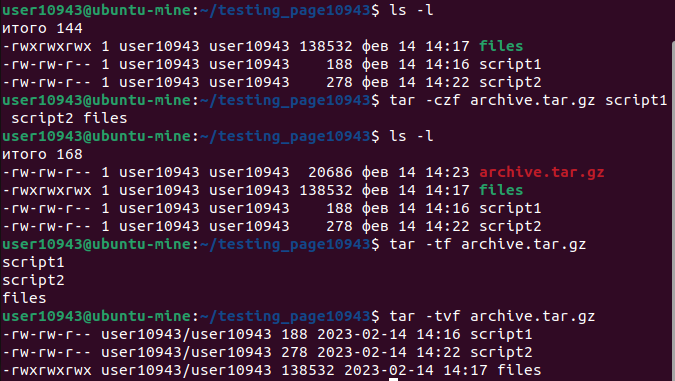 user10943@ubuntu-mine:~/testing_page10943$ ls -l
итого 144
-rwxrwxrwx 1 user10943 user10943 138532 фев 14 14:17 files
-rw-rw-r-- 1 user10943 user10943    188 фев 14 14:16 script1
-rw-rw-r-- 1 user10943 user10943    278 фев 14 14:22 script2
user10943@ubuntu-mine:~/testing_page10943$ tar -czf archive.tar.gz script1
 script2 files
user10943@ubuntu-mine:~/testing_page10943$ ls -l
итого 168
-rw-rw-r-- 1 user10943 user10943  20686 фев 14 14:23 archive.tar.gz
-rwxrwxrwx 1 user10943 user10943 138532 фев 14 14:17 files
-rw-rw-r-- 1 user10943 user10943    188 фев 14 14:16 script1
-rw-rw-r-- 1 user10943 user10943    278 фев 14 14:22 script2
user10943@ubuntu-mine:~/testing_page10943$ tar -tf archive.tar.gz
script1
script2
files
user10943@ubuntu-mine:~/testing_page10943$ tar -tvf archive.tar.gz
-rw-rw-r-- user10943/user10943 188 2023-02-14 14:16 script1
-rw-rw-r-- user10943/user10943 278 2023-02-14 14:22 script2
-rwxrwxrwx user10943/user10943 138532 2023-02-14 14:17 files